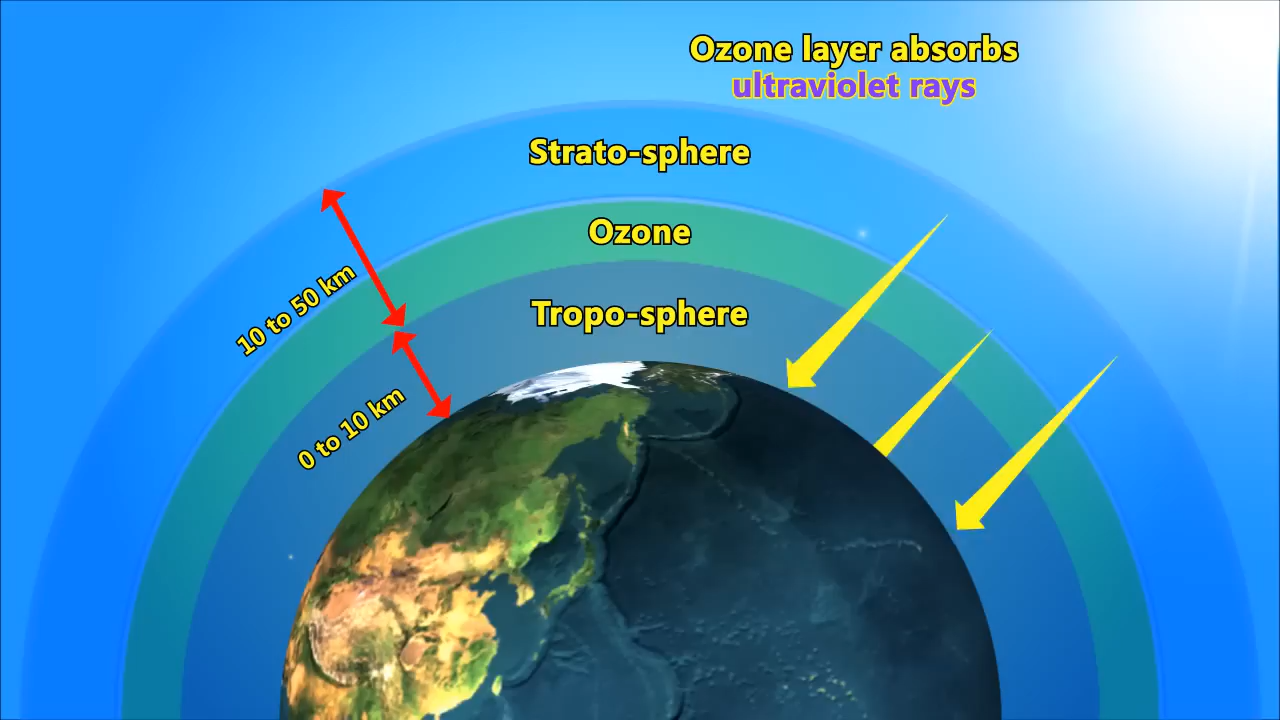 Ozone layer absorbs
ultraviolet rays
Strato-sphere
Ozone
Tropo-sphere
10 to 50 km
0 to 10 km